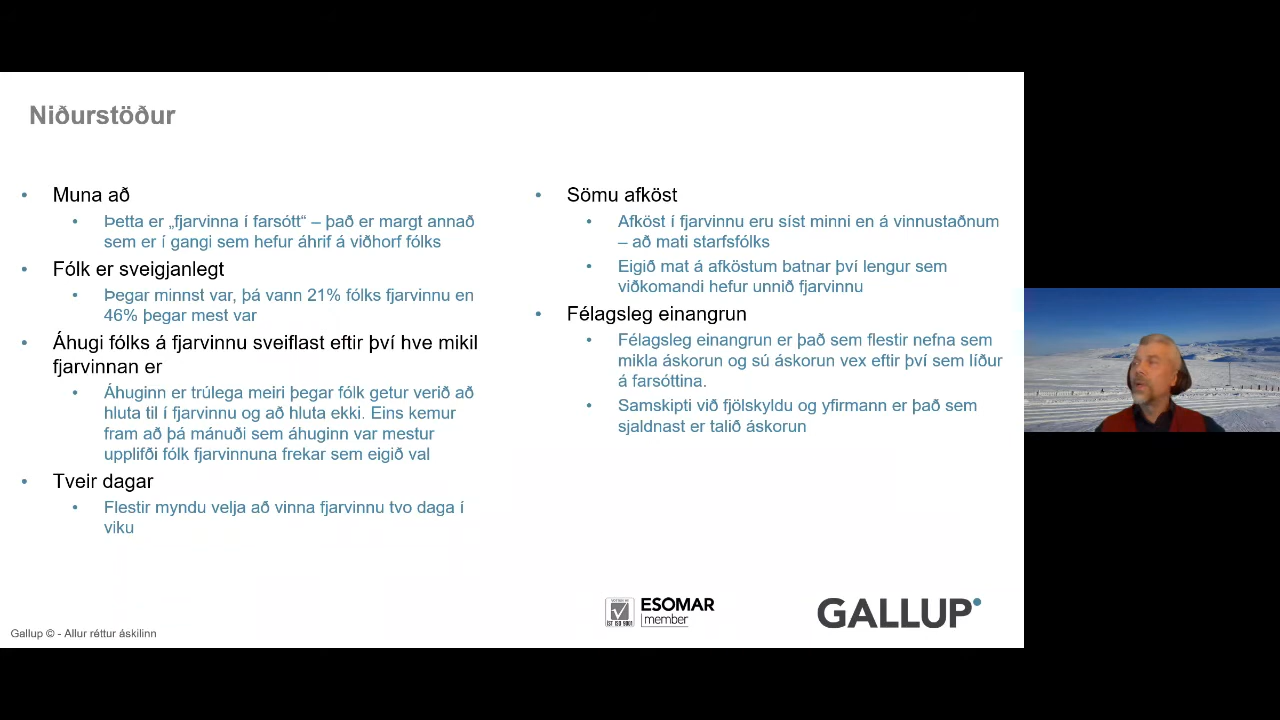 Niðurstöður
• Muna að
• Þetta er „fjarvinna í farsótt“ – það er margt annað
sem er í gangi sem hefur áhrif á viðhorf fólks
• Fólk er sveigjanlegt
• Þegar minnst var, þá vann 21% fólks fjarvinnu en
46% þegar mest var
• Áhugi fólks á fjarvinnu sveiflast eftir því hve mikil
fjarvinnan er
• Áhuginn er trúlega meiri þegar fólk getur verið að
hluta til í fjarvinnu og að hluta ekki. Eins kemur
fram að þá mánuði sem áhuginn var mestur
upplifði fólk fjarvinnuna frekar sem eigið val
• Tveir dagar
• Flestir myndu velja að vinna fjarvinnu tvo daga í
viku
• Sömu afköst
• Afköst í fjarvinnu eru síst minni en á vinnustaðnum
– að mati starfsfólks
• Eigið mat á afköstum batnar því lengur sem
viðkomandi hefur unnið fjarvinnu
• Félagsleg einangrun
• Félagsleg einangrun er það sem flestir nefna sem
mikla áskorun og sú áskorun vex eftir því sem líður
á farsóttina.
• Samskipti við fjölskyldu og yfirmann er það sem
sjaldnast er talið áskorun
ÍST ISO 9001
ESOMAR
member
GALLUP
Gallup © - Allur réttur áskilinn